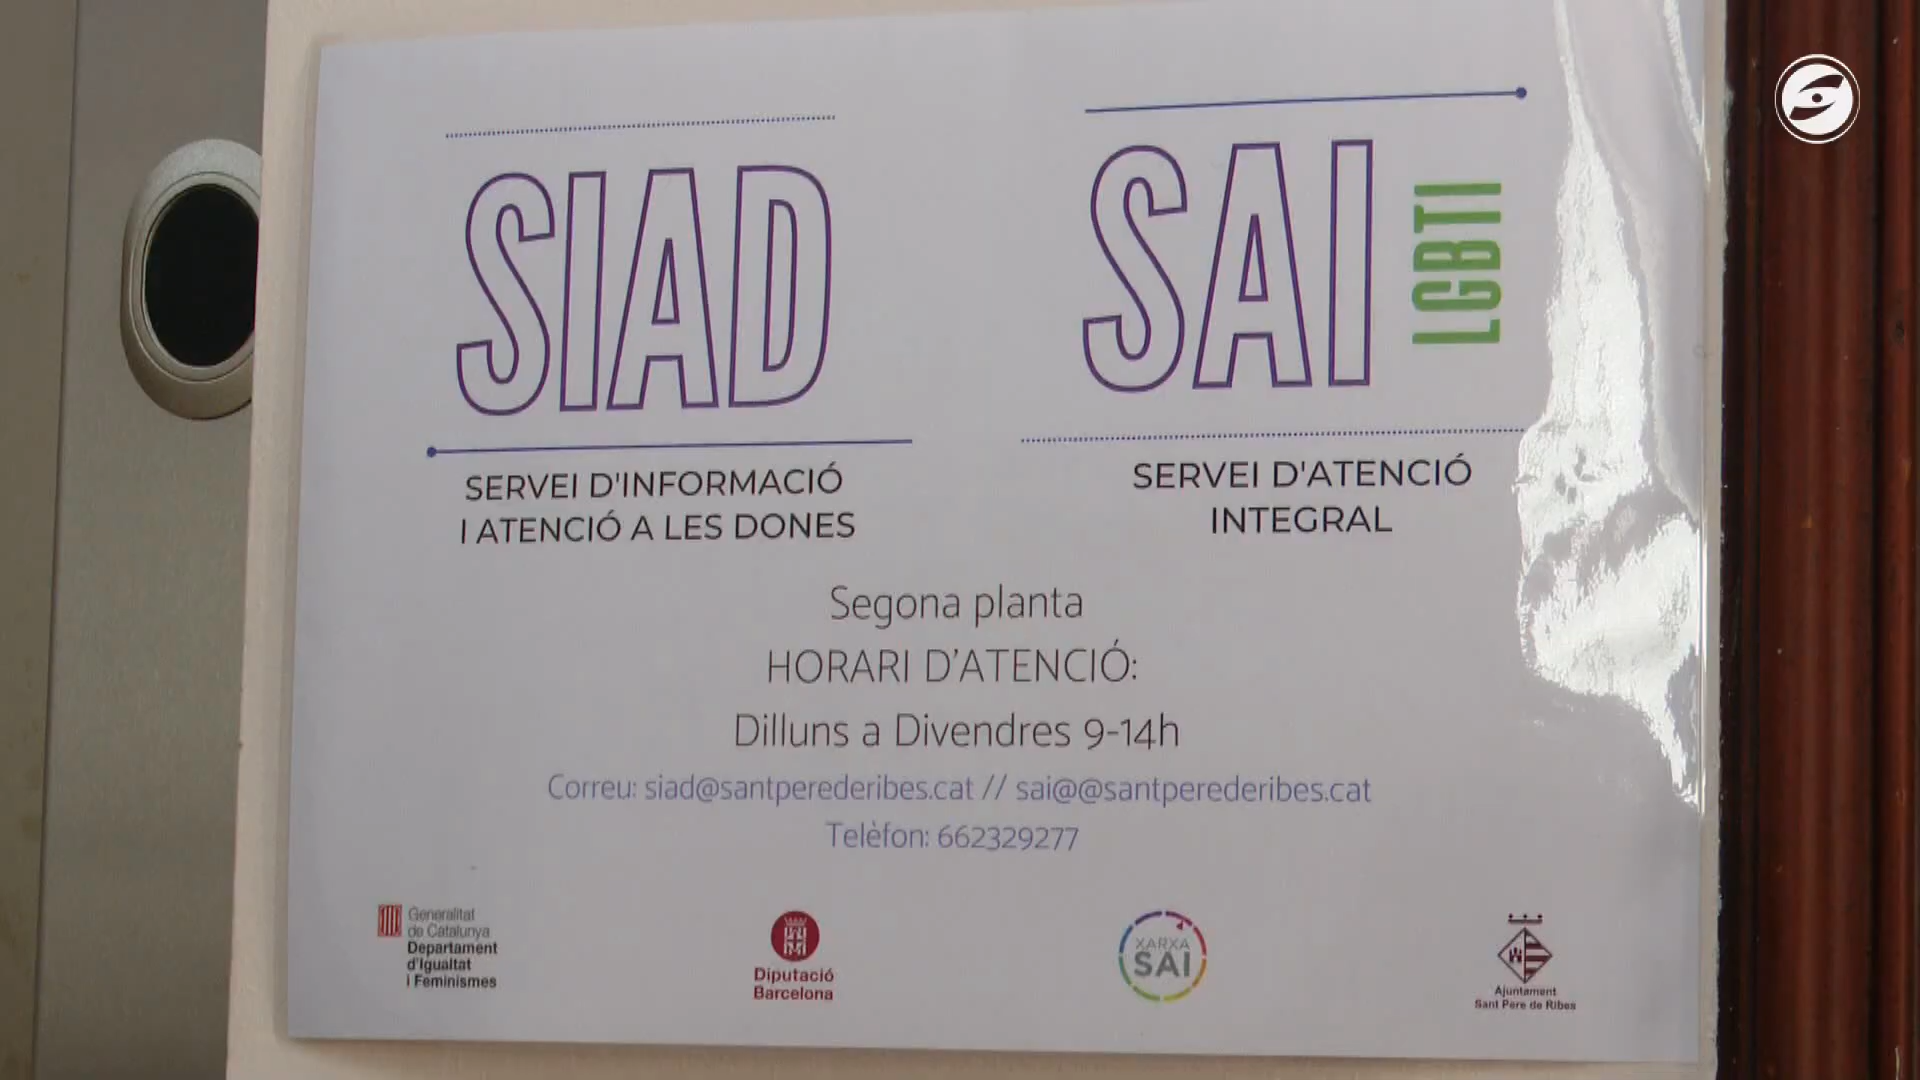 SIAD
SERVEI D'INFORMACIÓ
I ATENCIÓ A LES DONES
SAI LGBTI
SERVEI D'ATENCIÓ
INTEGRAL
Segona planta
HORARI D'ATENCIÓ:
Dilluns a Divendres 9-14h
Correu: siad@santperederibes.cat // sai@@santperederibes.cat
Telèfon: 662329277
Generalitat
de Catalunya
Departament
d'Igualtat
i Feminismes
Diputació
Barcelona
XARXA
SAI
Ajuntament
Sant Pere de Ribes